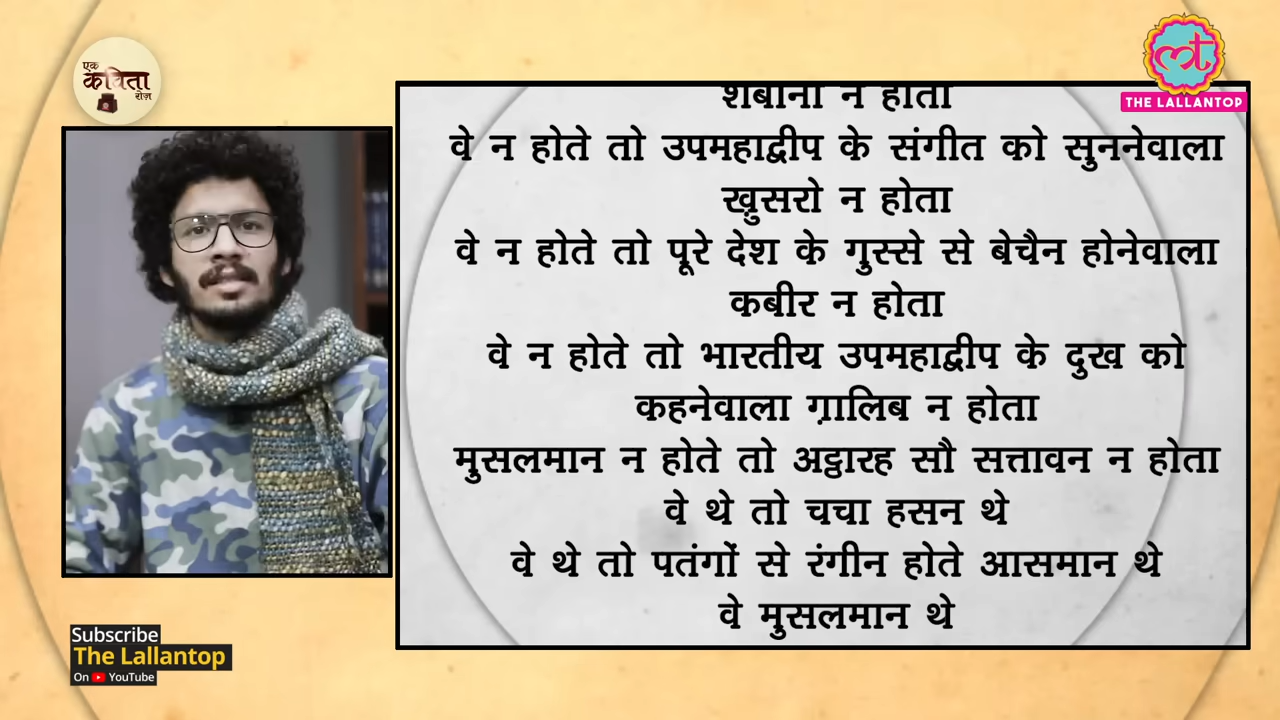 एक
कविता
रोज़
THE LALLANTOP
शबाना न होता
वे न होते तो उपमहाद्वीप के संगीत को सुननेवाला
ख़ुसरो न होता
वे न होते तो पूरे देश के गुस्से से बेचैन होनेवाला
कबीर न होता
वे न होते तो भारतीय उपमहाद्वीप के दुख को
कहनेवाला ग़ालिब न होता
मुसलमान न होते तो अट्ठारह सौ सत्तावन न होता
वे थे तो चचा हसन थे
वे थे तो पतंगों से रंगीन होते आसमान थे
वे मुसलमान थे
Subscribe
The Lallantop
On YouTube